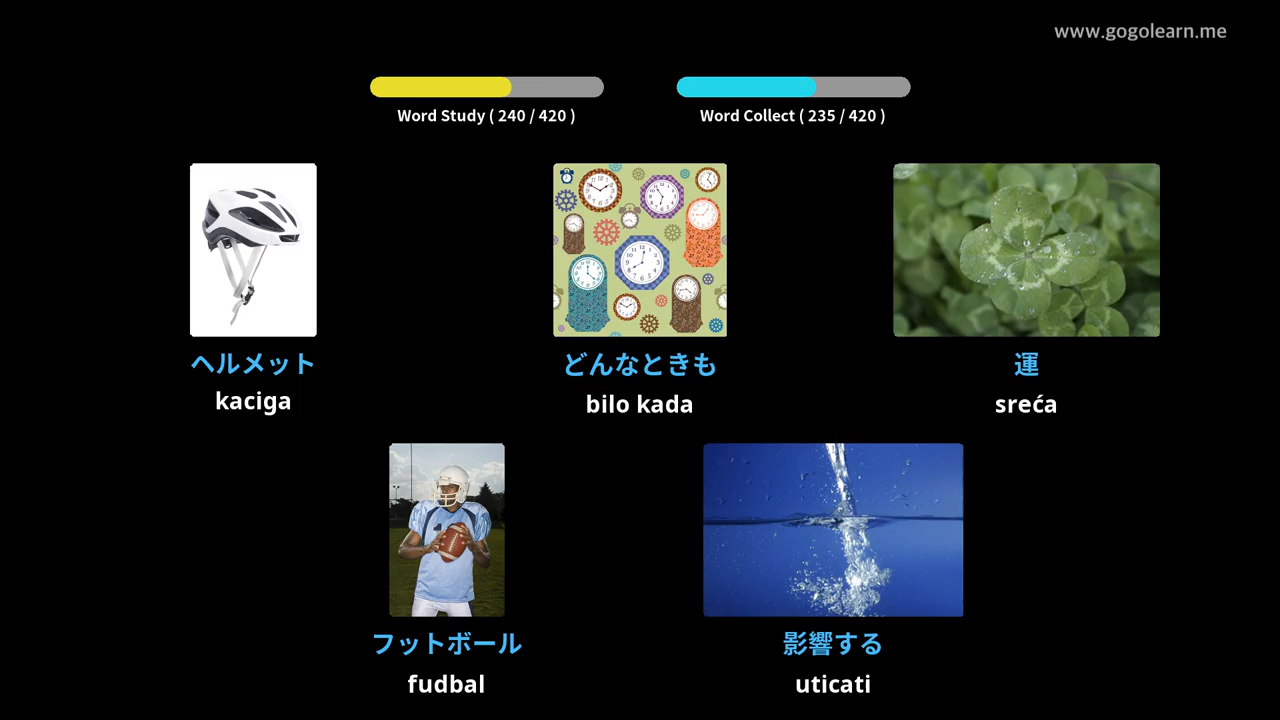 www.gogolearn.me
Word Study ( 240 / 420 )
Word Collect ( 235 / 420 )
ヘルメット
kaciga
どんなときも
bilo kada
運
sreća
フットボール
fudbal
影響する
uticati